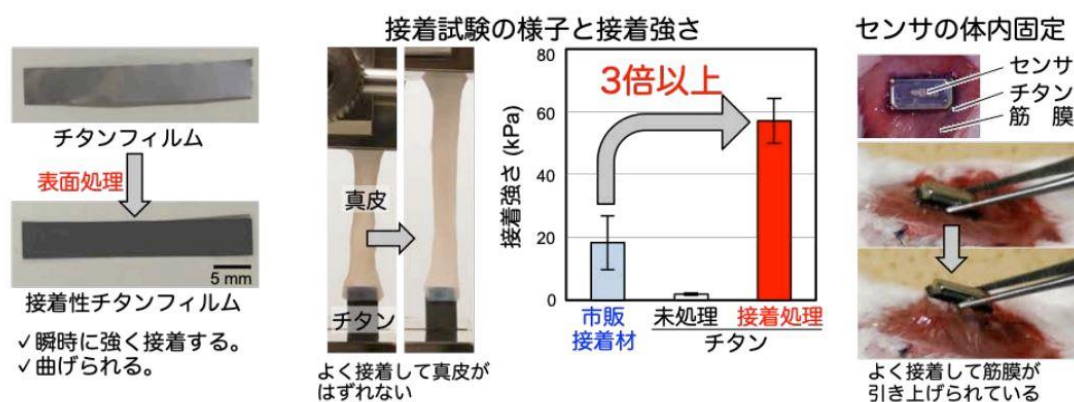 チタンフィルム
表面処理
5 mm
接着性チタンフィルム
✓瞬時に強く接着する。
✓曲げられる。
接着試験の様子と接着強さ
真皮
チタン
よく接着して真皮が
はずれない
接着強さ (kPa)
80
60
40
20
0
3倍以上
市販
接着材
未処理
接着処理
チタン
センサの体内固定
センサ
チタン
筋 膜
よく接着して筋膜が
引き上げられている